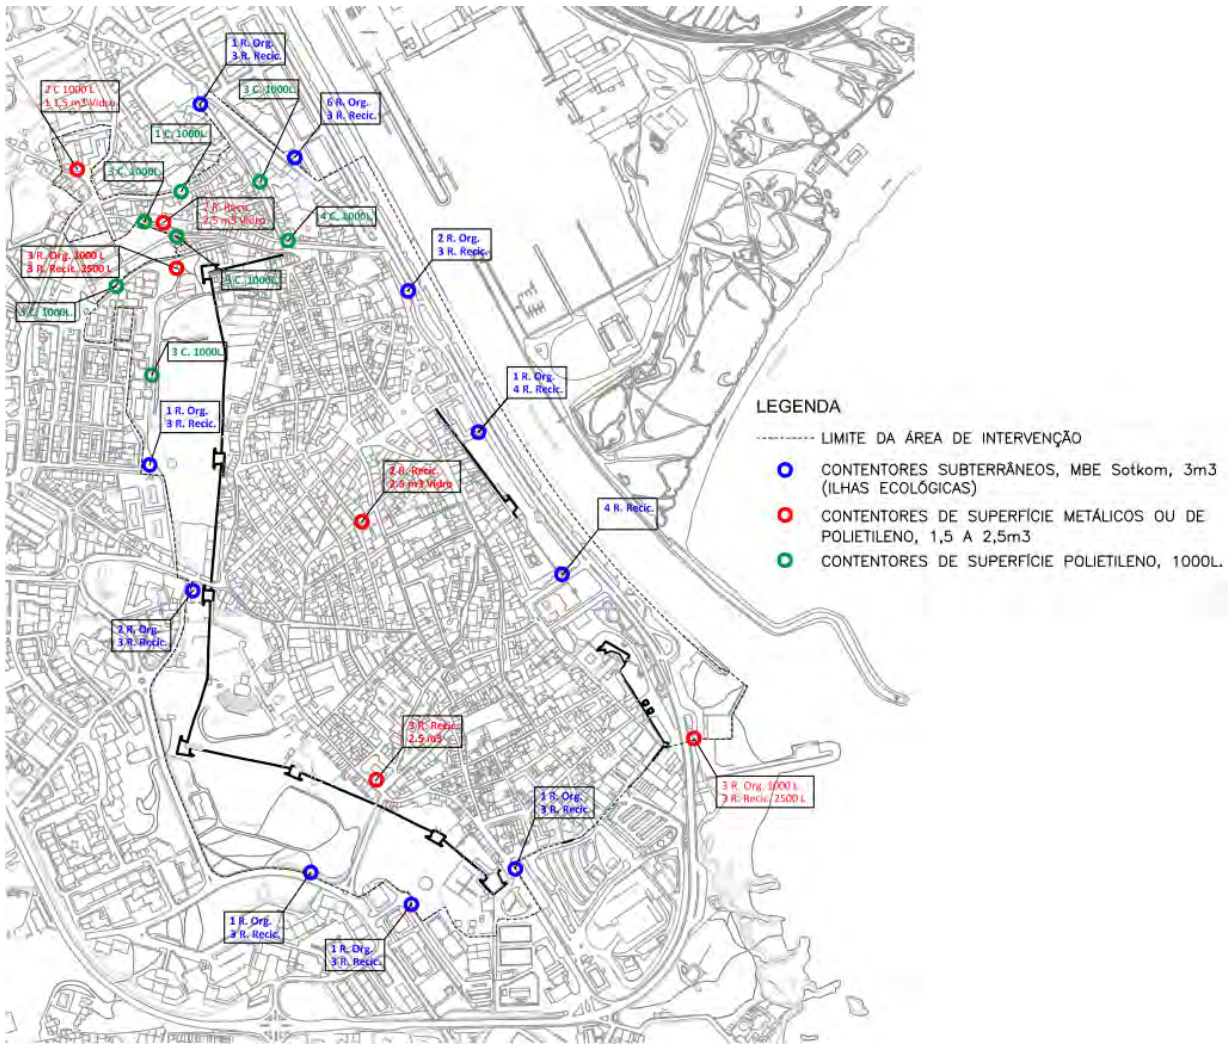 1 R. Org.
3 R. Recic.
2 C 1000 L
1 1,5 m3 Vidro
3 C. 1000L.
6 R. Org.
3 R. Recic.
1 C. 1000L
3 C. 1000L
2 R. Recic.
2,5 m3 Vidro
4 C. 1000L
2 R. Org.
3 R. Recic.
3 R. Org. 1000 L
3 R. Recic. 2500 L
C. 1000L
3 C. 1000L
3 C. 1000L
1 R. Org.
4 R. Recic.
1 R. Org.
3 R. Recic.
LEGENDA
LIMITE DA ÁREA DE INTERVENÇÃO
CONTENTORES SUBTERRÂNEOS, MBE Sotkom, 3m3
(ILHAS ECOLÓGICAS)
CONTENTORES DE SUPERFÍCIE METÁLICOS OU DE
POLIETILENO, 1,5 A 2,5m3
CONTENTORES DE SUPERFÍCIE POLIETILENO, 1000L.
2 R. Recic.
2.5 m3 Vidro
4 R. Recic.
2 R. Org.
3 R. Recic.
3 R. Recic.
2.5 m3
3 R. Org. 1000 L
3 R. Recic. 2500 L
1 R. Org.
3 R. Recic.
1 R. Org.
3 R. Recic.
1 R. Org.
3 R. Recic.